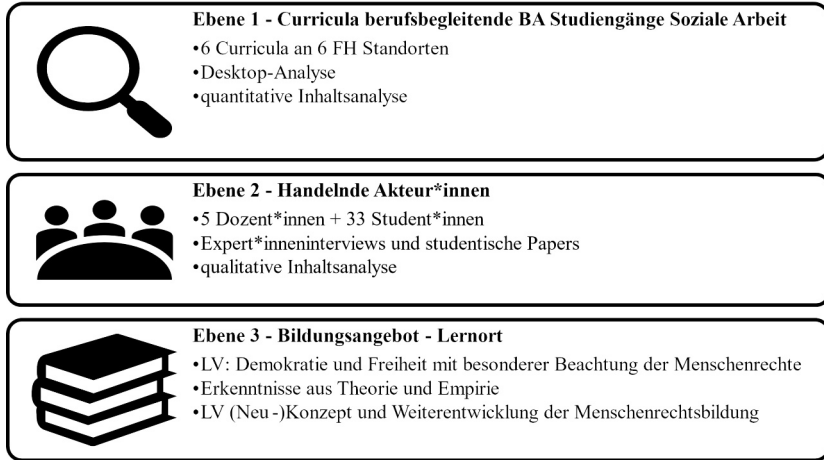 Ebene 1 - Curricula berufsbegleitende BA Studiengänge Soziale Arbeit
•6 Curricula an 6 FH Standorten
•Desktop-Analyse
•quantitative Inhaltsanalyse
Ebene 2 - Handelnde Akteur*innen
•5 Dozent*innen + 33 Student*innen
•Expert*inneninterviews und studentische Papers
•qualitative Inhaltsanalyse
Ebene 3 - Bildungsangebot - Lernort
•LV: Demokratie und Freiheit mit besonderer Beachtung der Menschenrechte
•Erkenntnisse aus Theorie und Empirie
•LV (Neu-)Konzept und Weiterentwicklung der Menschenrechtsbildung